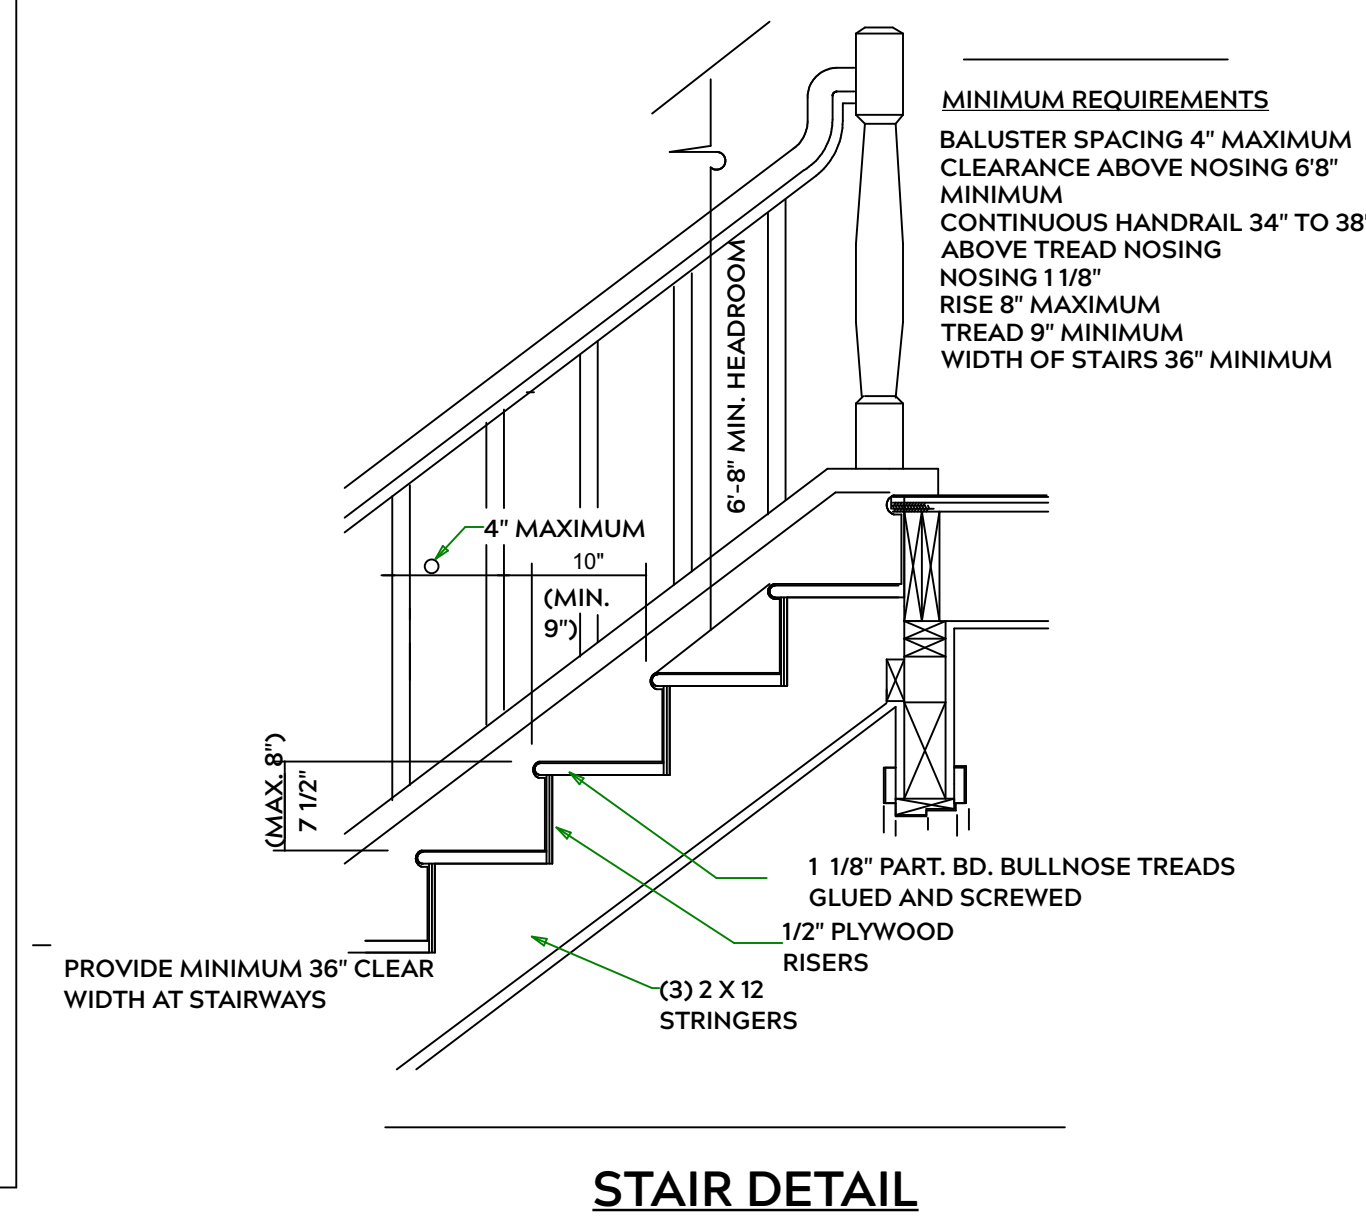 MINIMUM REQUIREMENTS
BALUSTER SPACING 4" MAXIMUM
CLEARANCE ABOVE NOSING 6'8"
MINIMUM
CONTINUOUS HANDRAIL 34" TO 38"
ABOVE TREAD NOSING
NOSING 1 1/8"
RISE 8" MAXIMUM
TREAD 9" MINIMUM
WIDTH OF STAIRS 36" MINIMUM
6'-8" MIN. HEADROOM
4" MAXIMUM
10"
(MIN.
9")
(MAX. 8")
7 1/2"
1 1/8" PART. BD. BULLNOSE TREADS
GLUED AND SCREWED
1/2" PLYWOOD
RISERS
PROVIDE MINIMUM 36" CLEAR
WIDTH AT STAIRWAYS
(3) 2 X 12
STRINGERS
STAIR DETAIL